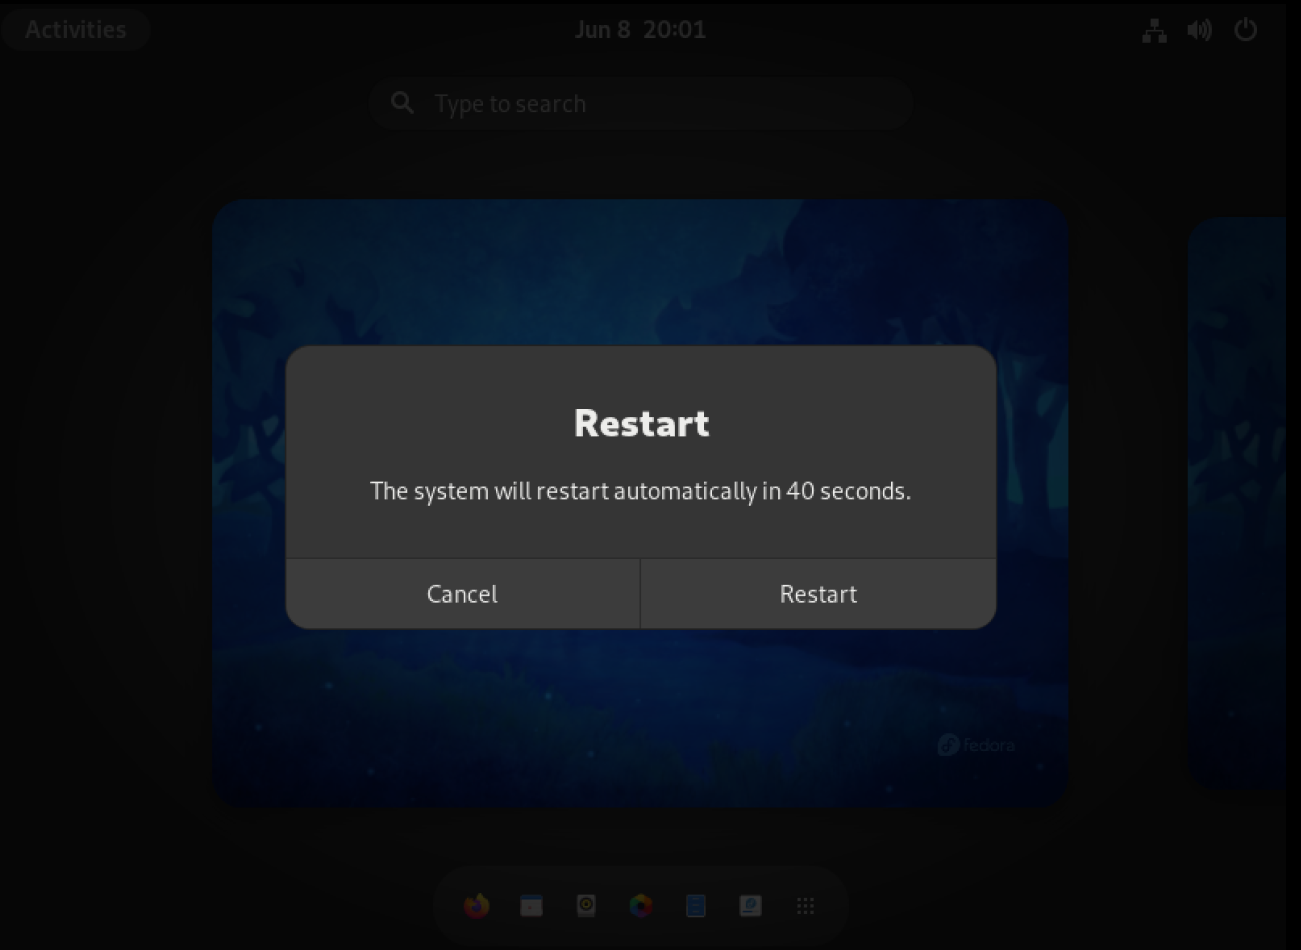 Activities
Jun 8 20:01
Type to search
Restart
The system will restart automatically in 40 seconds.
Cancel
Restart
fedora